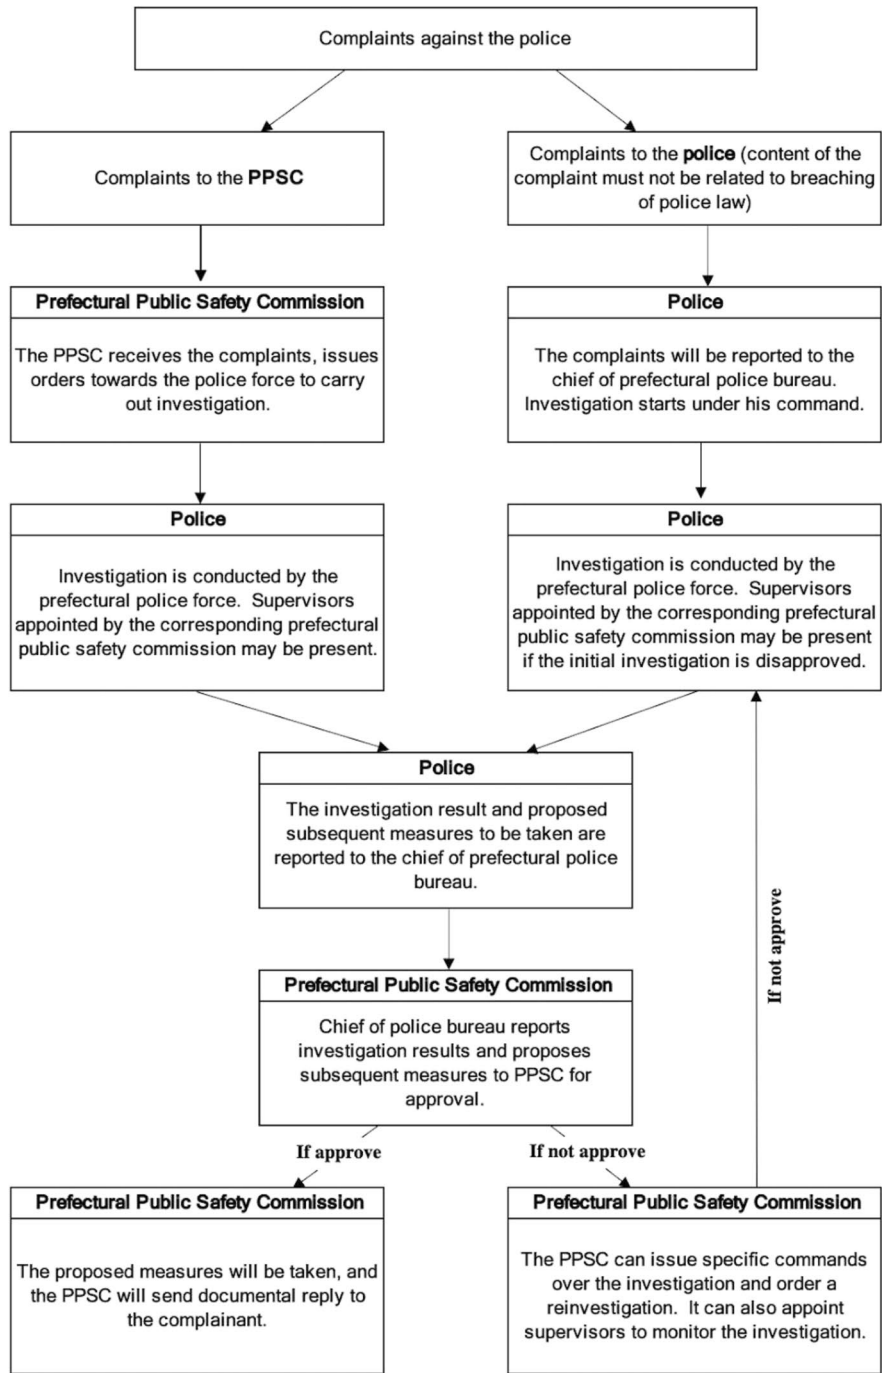 Complaints against the police
Complaints to the PPSC
Complaints to the police (content of the
complaint must not be related to breaching
of police law)
Prefectural Public Safety Commission
The PPSC receives the complaints, issues
orders towards the police force to carry
out investigation.
Police
The complaints will be reported to the
chief of prefectural police bureau.
Investigation starts under his command.
Police
Investigation is conducted by the
prefectural police force.  Supervisors
appointed by the corresponding prefectural
public safety commission may be present.
Police
Investigation is conducted by the
prefectural police force.  Supervisors
appointed by the corresponding prefectural
public safety commission may be present
if the initial investigation is disapproved.
Police
The investigation result and proposed
subsequent measures to be taken are
reported to the chief of prefectural police
bureau.
If not approve
Prefectural Public Safety Commission
Chief of police bureau reports
investigation results and proposes
subsequent measures to PPSC for
approval.
If approve
If not approve
Prefectural Public Safety Commission
The proposed measures will be taken, and
the PPSC will send documental reply to
the complainant.
Prefectural Public Safety Commission
The PPSC can issue specific commands
over the investigation and order a
reinvestigation.  It can also appoint
supervisors to monitor the investigation.